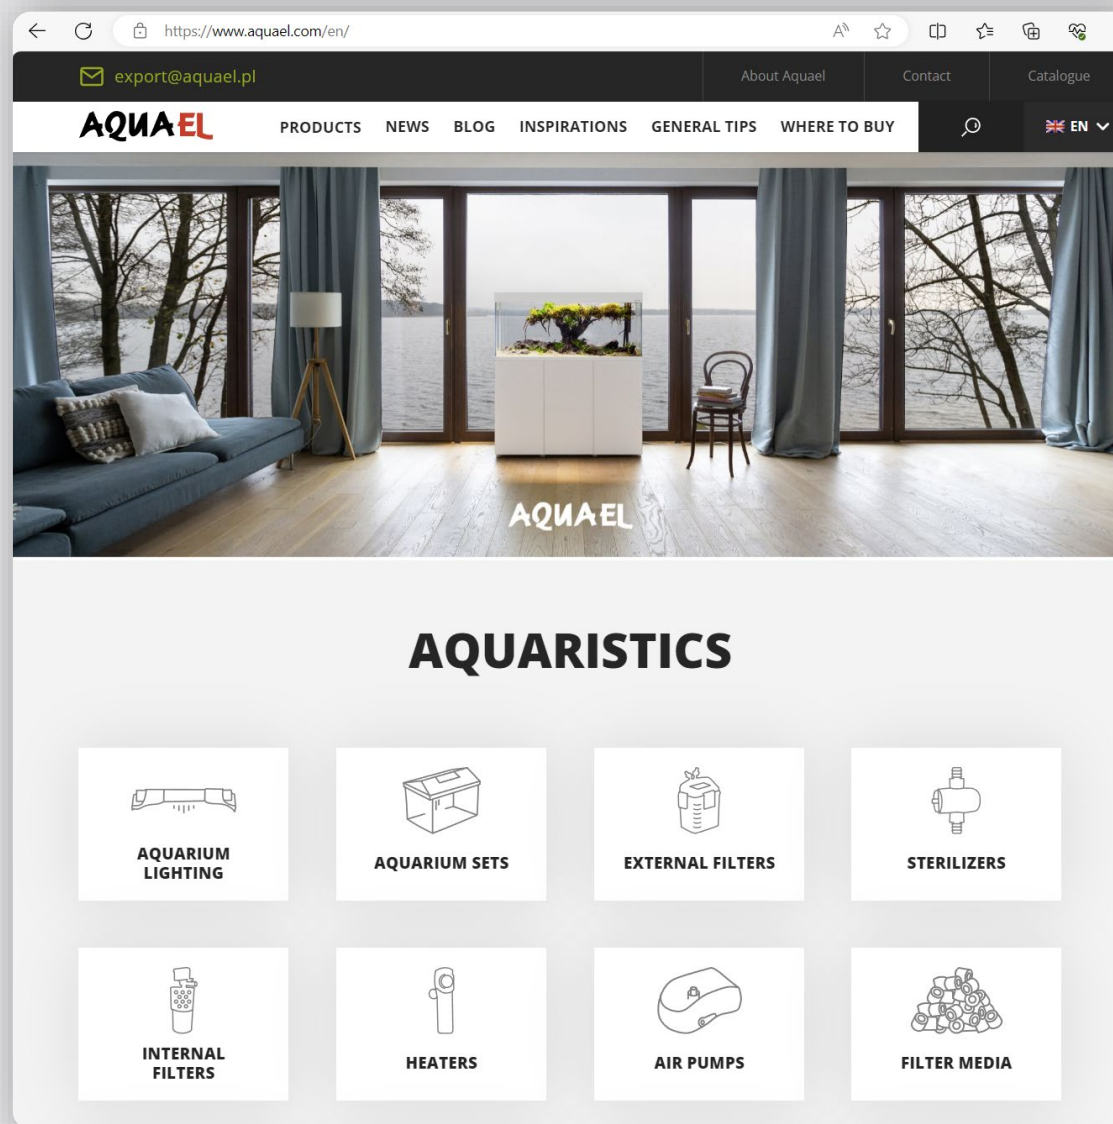 https://www.aquael.com/en/
export@aquael.pl
About Aquael
Contact
Catalogue
AQUAEL
PRODUCTS
NEWS
BLOG
INSPIRATIONS
GENERAL TIPS
WHERE TO BUY
EN
AQUAEL
AQUARISTICS
AQUARIUM
LIGHTING
AQUARIUM SETS
EXTERNAL FILTERS
STERILIZERS
INTERNAL
FILTERS
HEATERS
AIR PUMPS
FILTER MEDIA